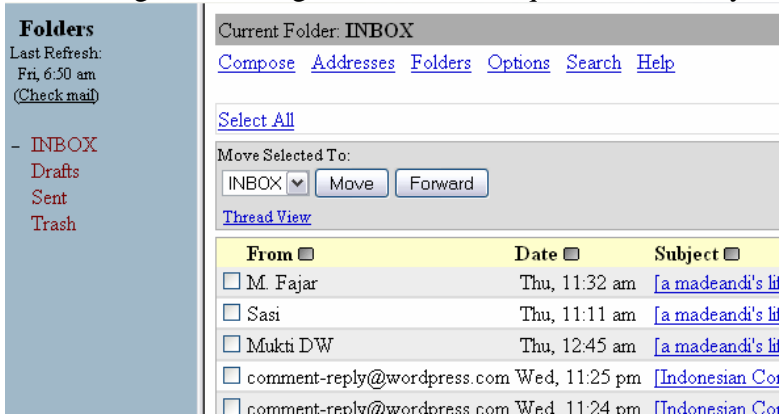 Folders
Last Refresh:
Fri, 6:50 am
(Check mail)
– INBOX
Drafts
Sent
Trash
Current Folder: INBOX
Compose Addresses Folders Options Search Help
Select All
Move Selected To:
INBOX Move Forward
Thread View
From Date Subject
M. Fajar Thu, 11:32 am [a madeandi's
Sasi Thu, 11:11 am [a madeandi's
Mukti DW Thu, 12:45 am [a madeandi's
comment-reply@wordpress.com Wed, 11:25 pm [Indonesian
comment-reply@wordpress.com Wed, 11:24 pm [Indonesian